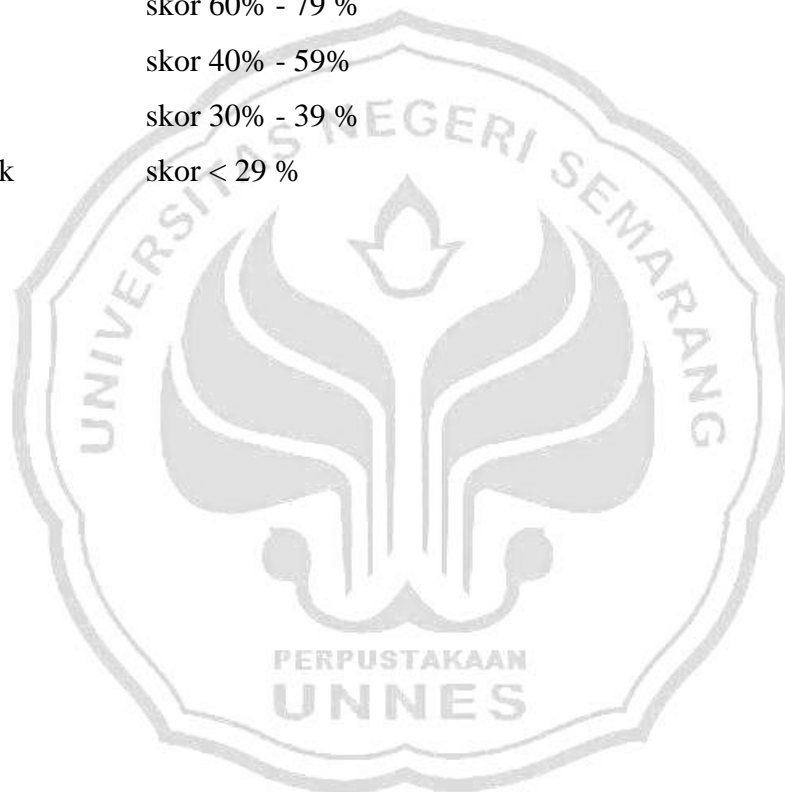 skor 60% - 79 %
skor 40% - 59%
skor 30% - 39 %
k skor < 29 %
UNIVERSITAS NEGERI SEMARANG
PERPUSTAKAAN
UNNES